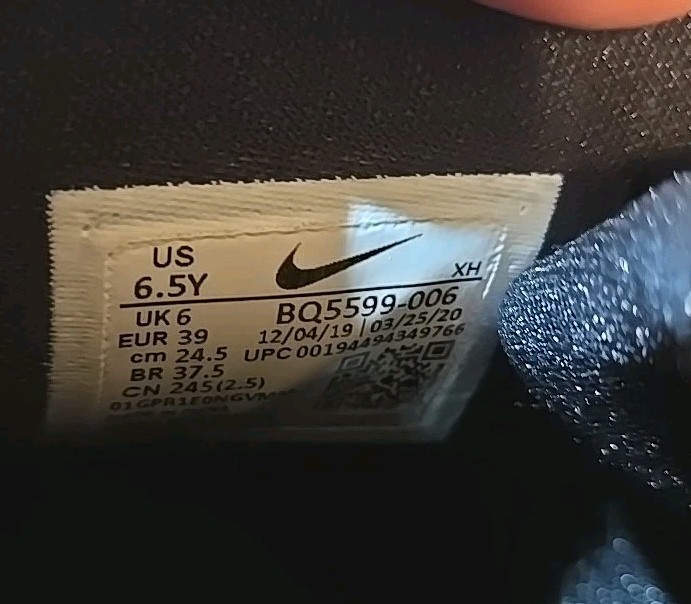 US
6.5Y
XH
UK 6
BQ5599-006
EUR 39
12/04/19 | 03/25/20
cm 24.5
UPC 00194494349766
BR 37.5
CN 245(2.5)